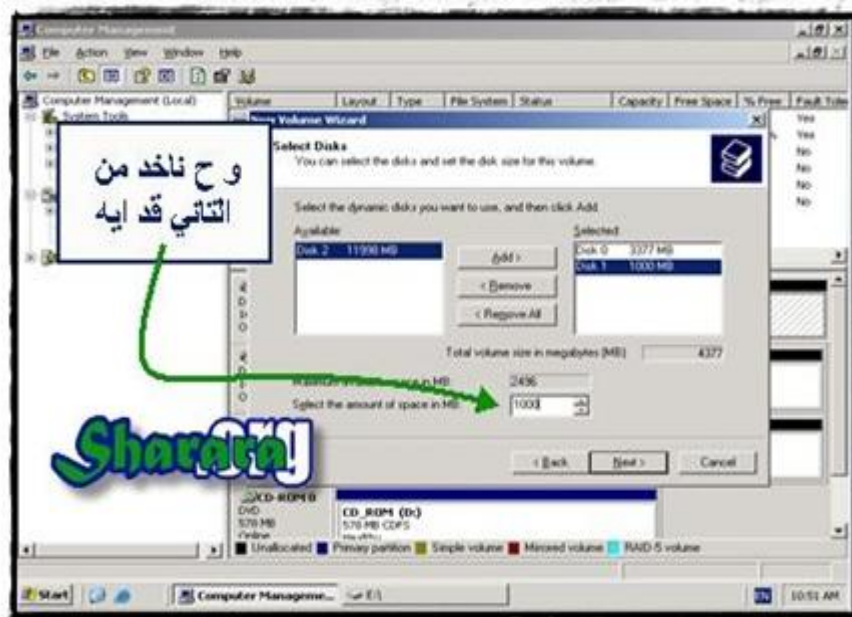 Computer Management
File Action View Window Help
Computer Management (Local)
System Tools
Volume Layout Type File System Status Capacity Free Space % Free Fault Tole
Yes
Yes
No
No
No
No
New Volume Wizard
Select Disks
You can select the disks and set the disk size for this volume.
و ح ناخد من
التاني قد ايه
Select the dynamic disks you want to use, and then click Add.
Available
Selected
Disk 2 11998 MB
Add >
Disk 0 3377 MB
Disk 1 1000 MB
< Remove
< Remove All
Total volume size in megabytes (MB): 4377
Maximum in MB: 2496
Select the amount of space in MB: 1000
< Back Next > Cancel
Sharara.org
CD-ROM 0
DVD
578 MB
Online
CD_ROM (D:)
578 MB CDFS
Healthy
Unallocated Primary partition Simple volume Mirrored volume RAID-5 volume
Start
Computer Manageme...
E:\
EN
10:51 AM